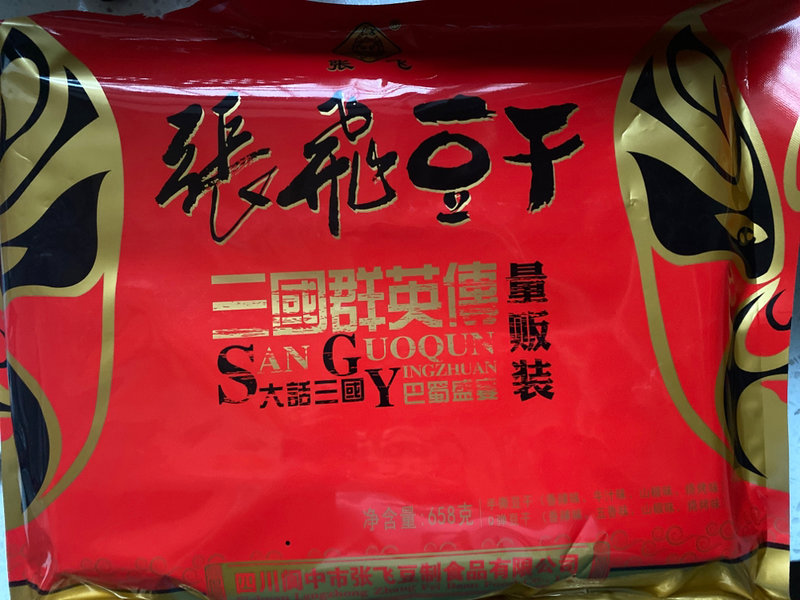 张飞
張飛豆干
三國群英傳
SAN GUOQUN
YINGZHUAN
大話三國
巴蜀盛宴
量贩装
净含量:658克
四川阆中市张飞豆制食品有限公司